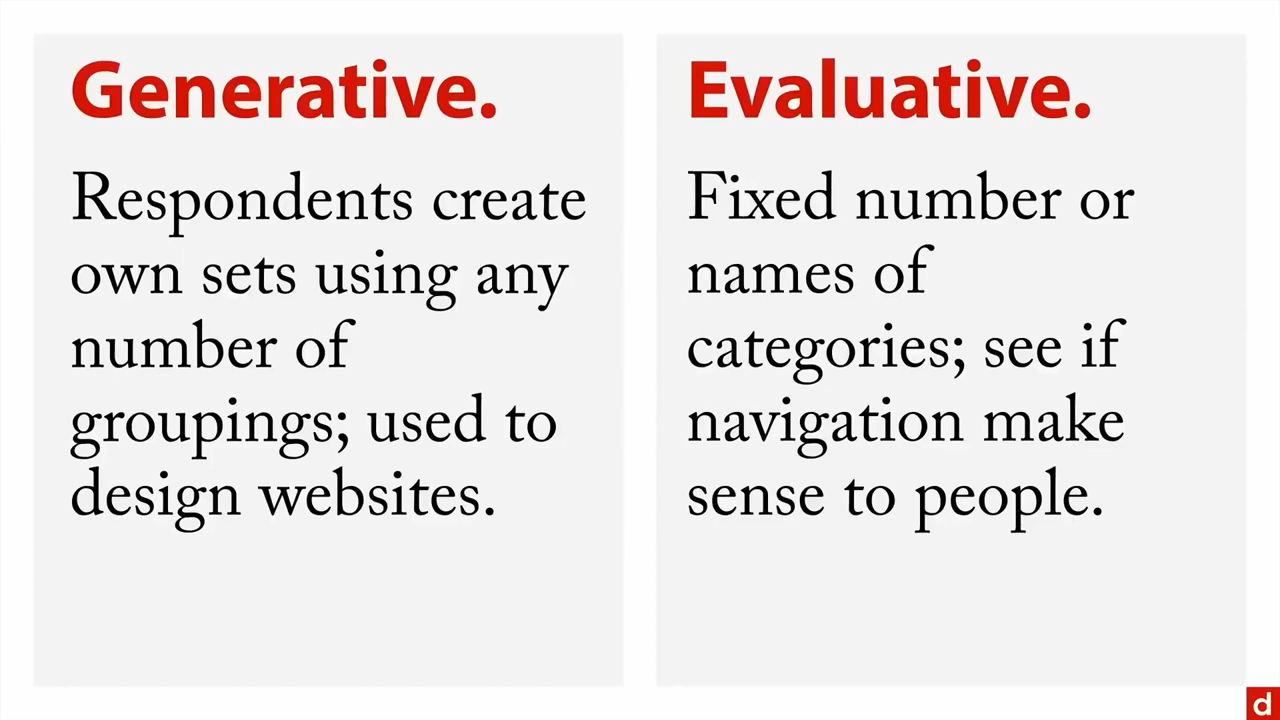 Generative.
Respondents create
own sets using any
number of
groupings; used to
design websites.
Evaluative.
Fixed number or
names of
categories; see if
navigation make
sense to people.
d